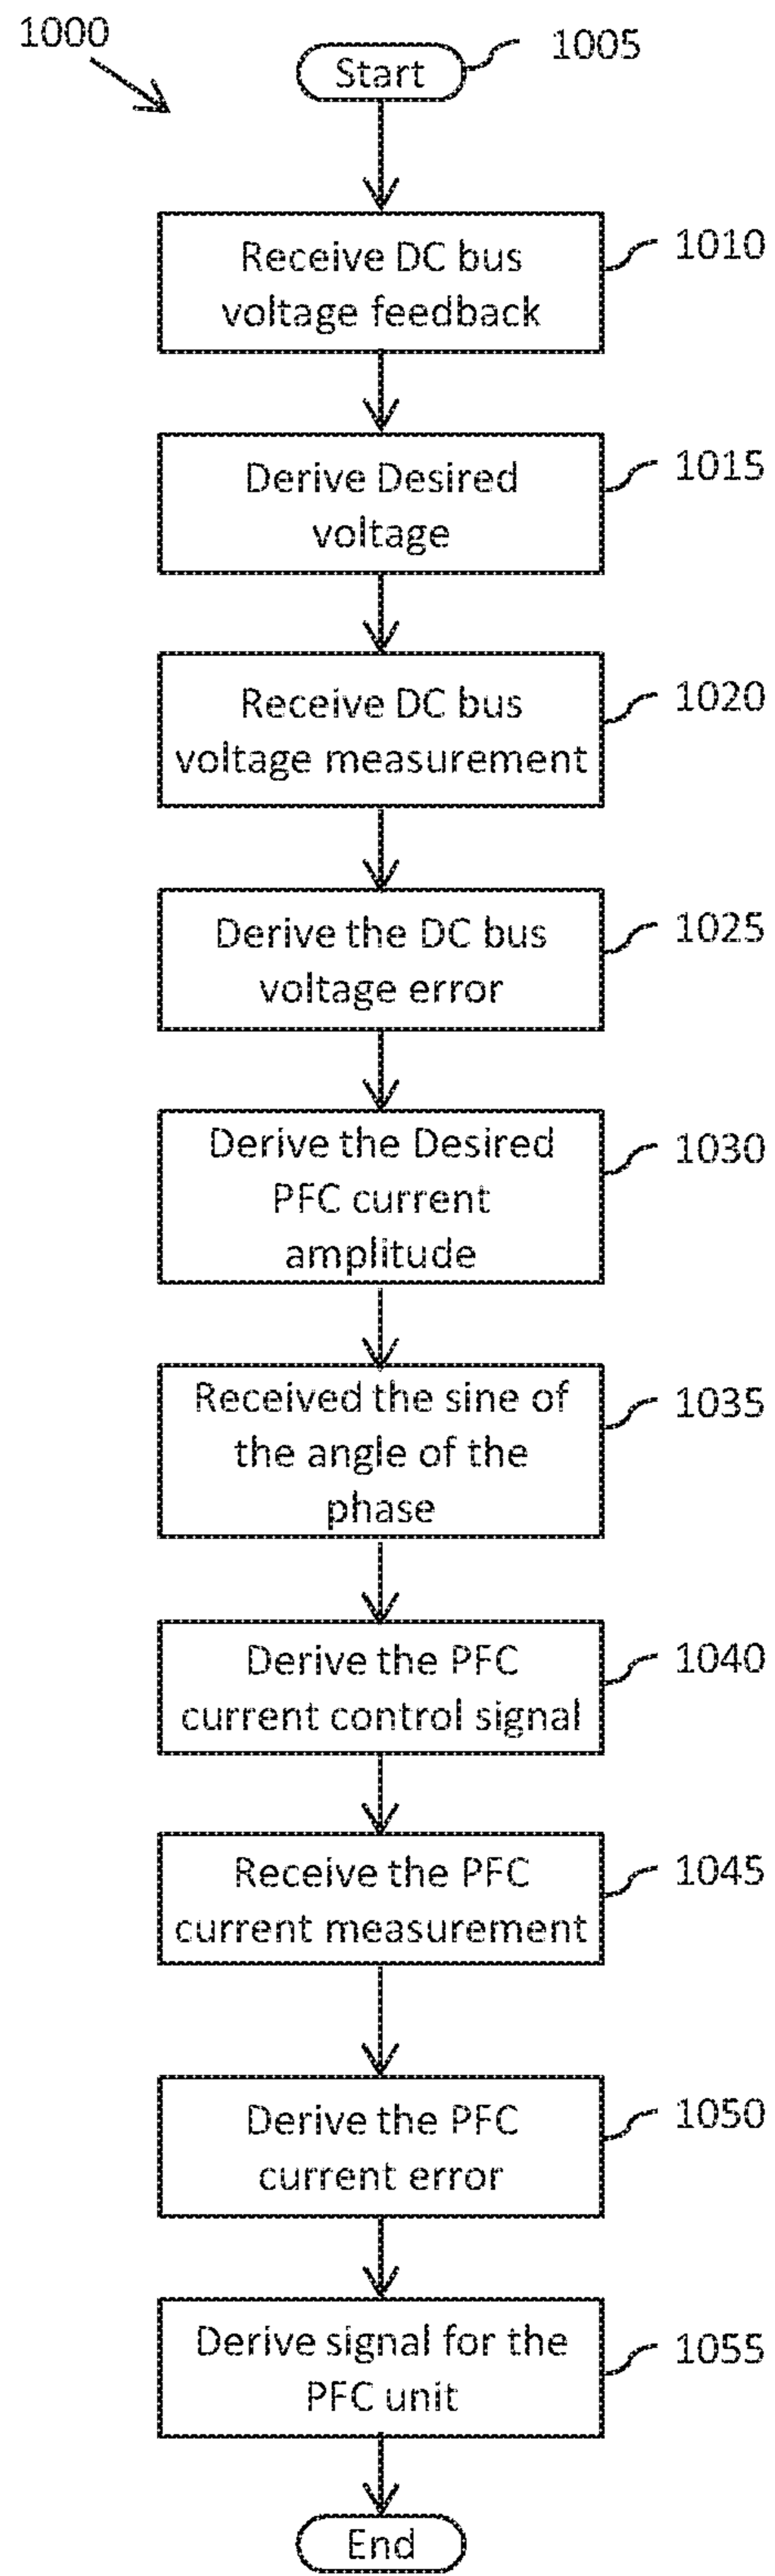 1000
Start
1005
Receive DC bus
voltage feedback
1010
Derive Desired
voltage
1015
Receive DC bus
voltage measurement
1020
Derive the DC bus
voltage error
1025
Derive the Desired
PFC current
amplitude
1030
Received the sine of
the angle of the
phase
1035
Derive the PFC
current control signal
1040
Receive the PFC
current measurement
1045
Derive the PFC
current error
1050
Derive signal for the
PFC unit
1055
End